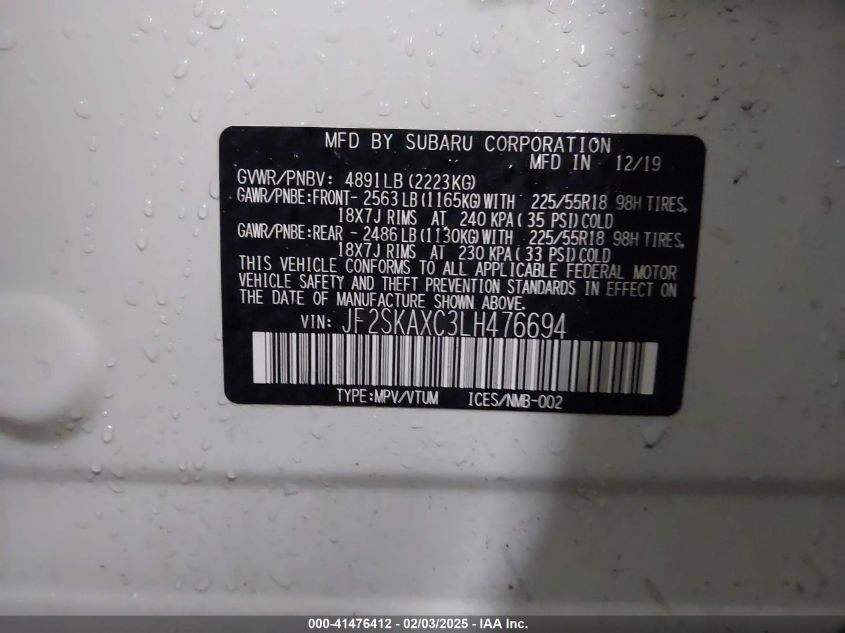 MFD BY SUBARU CORPORATION
MFD IN 12/19
GVWR/PNBV: 4891LB (2223KG)
GAWR/PNBE:FRONT- 2563LB (1165KG) WITH 225/55R18 98H TIRES,
18X7J RIMS AT 240 KPA( 35 PSI) COLD
GAWR/PNBE:REAR - 2486LB (1130KG) WITH 225/55R18 98H TIRES,
18X7J RIMS AT 230 KPA( 33 PSI) COLD
THIS VEHICLE CONFORMS TO ALL APPLICABLE FEDERAL MOTOR
VEHICLE SAFETY AND THEFT PREVENTION STANDARDS IN EFFECT ON
THE DATE OF MANUFACTURE SHOWN ABOVE.
VIN: JF2SKAXC3LH476694
TYPE:MPV/VTUM ICES/NMB-002
000-41476412 - 02/03/2025 - IAA Inc.